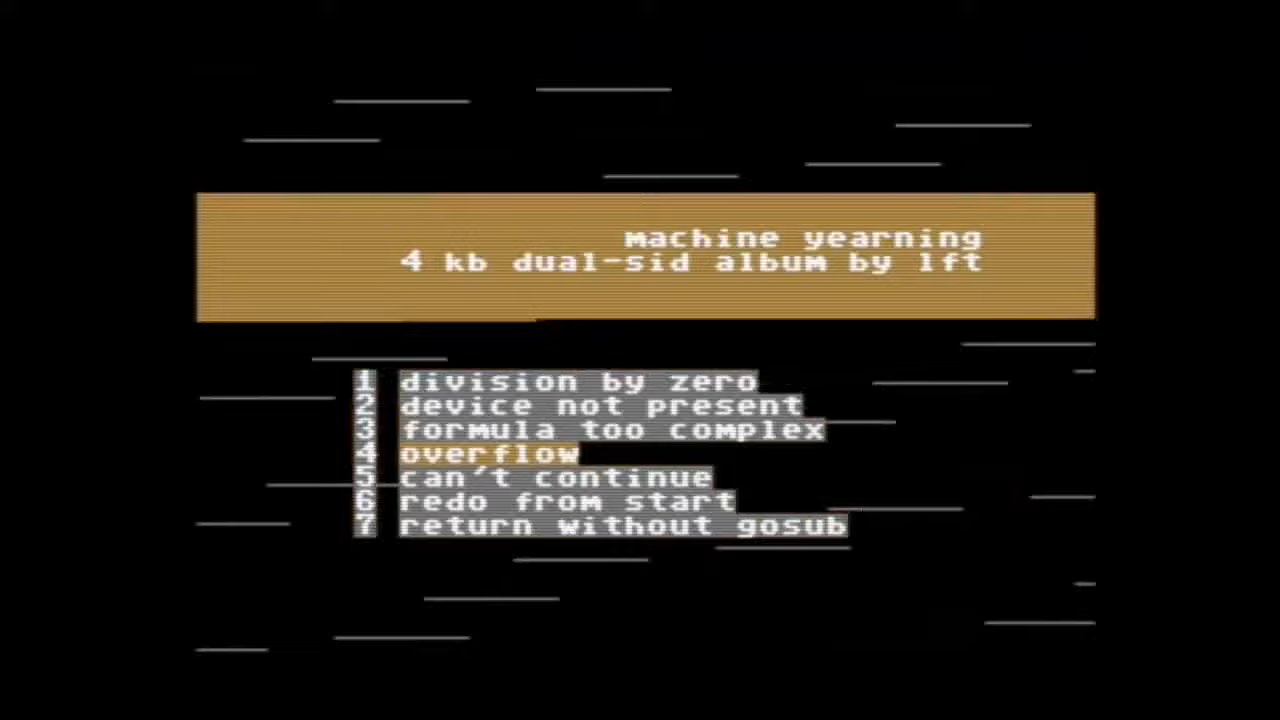 machine yearning
4 kb dual-sid album by lft
1 division by zero
2 device not present
3 formula too complex
4 overflow
5 can't continue
6 redo from start
7 return without gosub